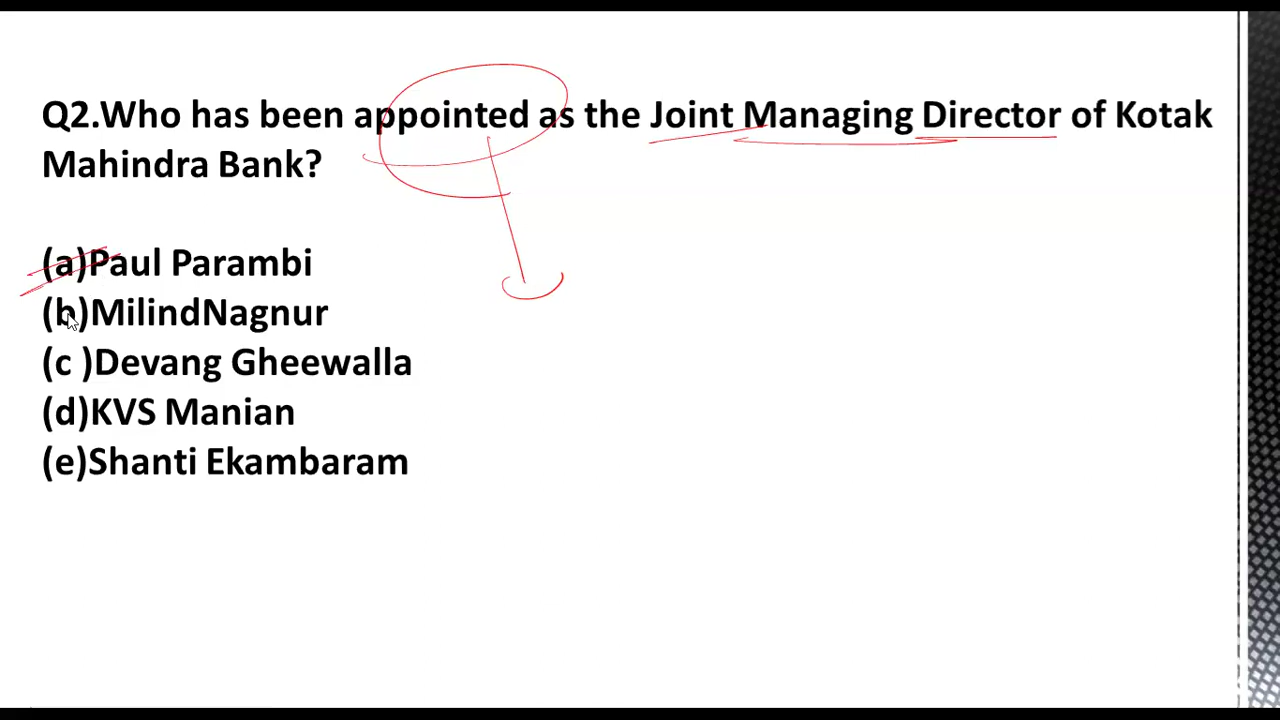 Q2.Who has been appointed as the Joint Managing Director of Kotak
Mahindra Bank?
(a)Paul Parambi
(b)MilindNagnur
(c )Devang Gheewalla
(d)KVS Manian
(e)Shanti Ekambaram